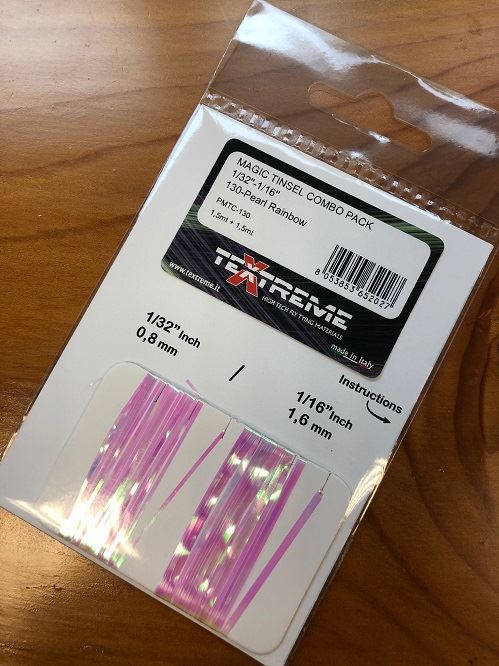 MAGIC TINSEL COMBO PACK
1/32"-1/16"
130-Pearl Rainbow
PMTC-130
1,5mt + 1,5mt
8 053853 652027
TEXTREME
HIGH TECH FLY TYING MATERIALS
www.textreme.it
made in Italy
1/32”Inch
0,8 mm
/
1/16”Inch
1,6 mm
Instructions